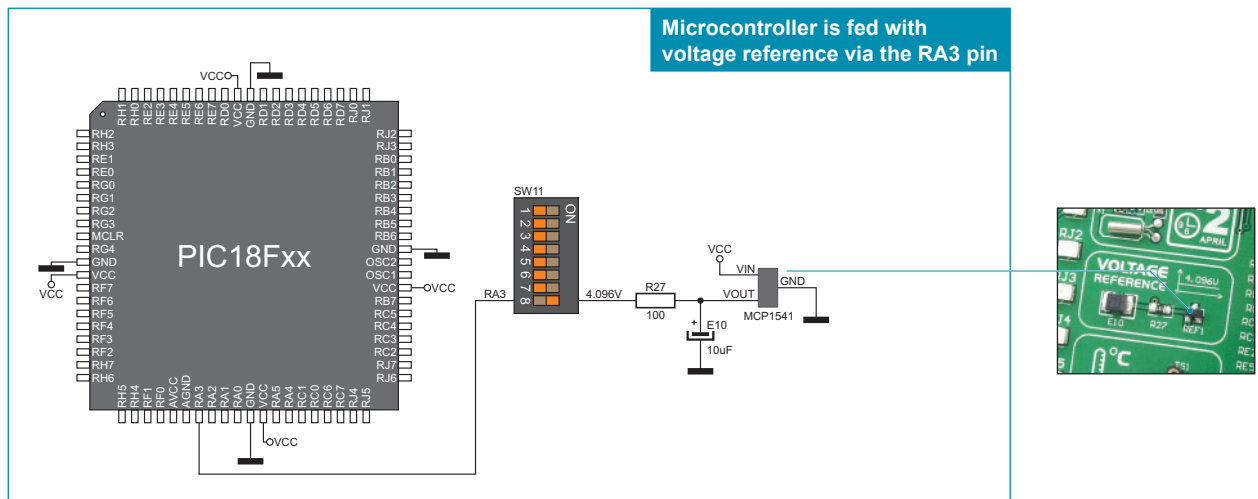 Microcontroller is fed with
voltage reference via the RA3 pin
VCC
RH1 RH0 RE2 RE3 RE4 RE5 RE6 RE7 RD0 VCC GND RD1 RD2 RD3 RD4 RD5 RD6 RD7 RJ0 RJ1
RH2
RH3
RE1
RE0
RG0
RG1
RG2
RG3
MCLR
RG4
GND
VCC
RF7
RF6
RF5
RF4
RF3
RF2
RH7
RH6
VCC
PIC18Fxx
RJ2
RJ3
RB0
RB1
RB2
RB3
RB4
RB5
RB6
GND
OSC2
OSC1
VCC
RB7
RC5
RC4
RC3
RC2
RJ7
RJ6
VCC
RH5 RH4 RF1 RF0 AVCC AGND RA3 RA2 RA1 RA0 GND VCC RA5 RA4 RC1 RC0 RC6 RC7 RJ4 RJ5
VCC
SW11
ON
1
2
3
4
5
6
7
8
RA3
4.096V
R27
100
E10
10uF
VCC
VIN
VOUT
GND
MCP1541
2
APRIL
RJ2
RJ3
VOLTAGE
REFERENCE
4.096V
E10
R27
REF1
°C
TS1